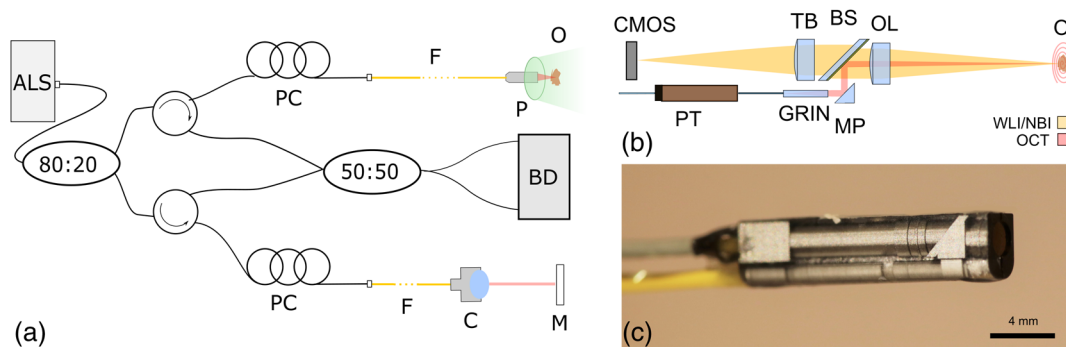 ALS
80:20
PC
F
O
P
50:50
BD
PC
F
C
M
(a)
CMOS
TB
BS
OL
O
PT
GRIN
MP
WLI/NBI
OCT
(b)
(c)
4 mm